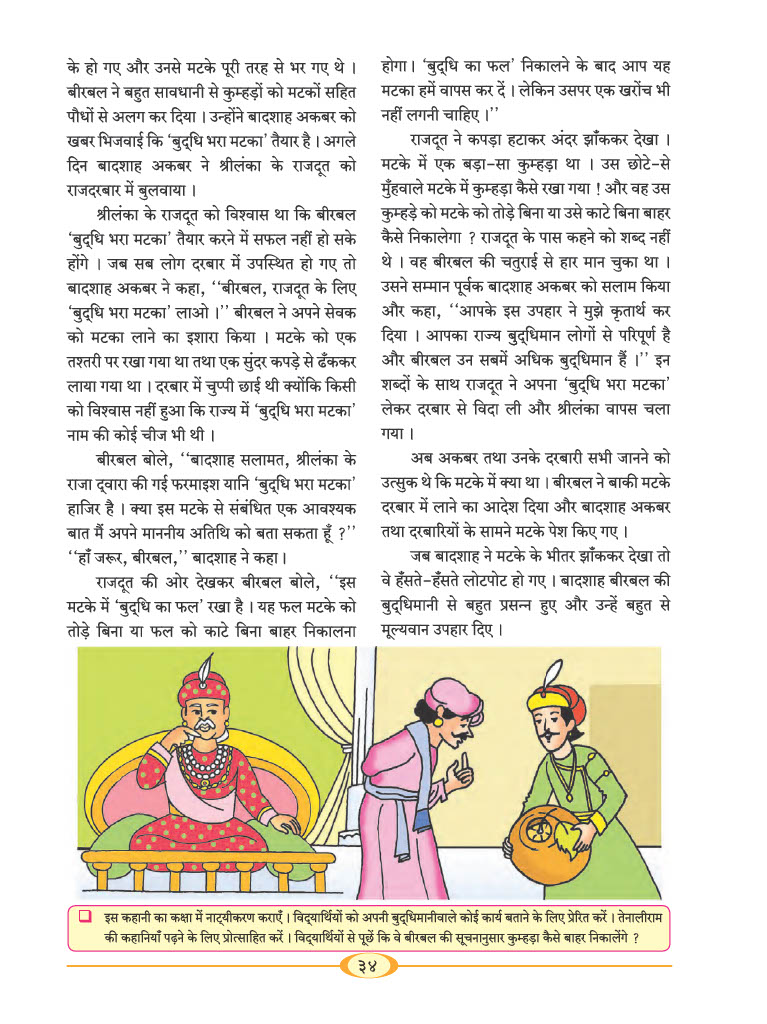 के हो गए और उनसे मटके पूरी तरह से भर गए थे ।
बीरबल ने बहुत सावधानी से कुम्हड़ों को मटकों सहित
पौधों से अलग कर दिया । उन्होंने बादशाह अकबर को
खबर भिजवाई कि ‘बुद्धि भरा मटका’ तैयार है । अगले
दिन बादशाह अकबर ने श्रीलंका के राजदूत को
राजदरबार में बुलवाया ।
श्रीलंका के राजदूत को विश्वास था कि बीरबल
‘बुद्धि भरा मटका’ तैयार करने में सफल नहीं हो सके
होंगे । जब सब लोग दरबार में उपस्थित हो गए तो
बादशाह अकबर ने कहा, ‘‘बीरबल, राजदूत के लिए
‘बुद्धि भरा मटका’ लाओ ।’’ बीरबल ने अपने सेवक
को मटका लाने का इशारा किया । मटके को एक
तश्तरी पर रखा गया था तथा एक सुंदर कपड़े से ढँककर
लाया गया था । दरबार में चुप्पी छाई थी क्योंकि किसी
को विश्वास नहीं हुआ कि राज्य में ‘बुद्धि भरा मटका’
नाम की कोई चीज भी थी ।
बीरबल बोले, ‘‘बादशाह सलामत, श्रीलंका के
राजा द्वारा की गई फरमाइश यानि ‘बुद्धि भरा मटका’
हाजिर है । क्या इस मटके से संबंधित एक आवश्यक
बात मैं अपने माननीय अतिथि को बता सकता हूँ ?’’
‘‘हाँ जरूर, बीरबल,’’ बादशाह ने कहा ।
राजदूत की ओर देखकर बीरबल बोले, ‘‘इस
मटके में ‘बुद्धि का फल’ रखा है । यह फल मटके को
तोड़े बिना या फल को काटे बिना बाहर निकालना
होगा । ‘बुद्धि का फल’ निकालने के बाद आप यह
मटका हमें वापस कर दें । लेकिन उसपर एक खरोंच भी
नहीं लगनी चाहिए ।’’
राजदूत ने कपड़ा हटाकर अंदर झाँककर देखा ।
मटके में एक बड़ा-सा कुम्हड़ा था । उस छोटे-से
मुँहवाले मटके में कुम्हड़ा कैसे रखा गया ! और वह उस
कुम्हड़े को मटके को तोड़े बिना या उसे काटे बिना बाहर
कैसे निकालेगा ? राजदूत के पास कहने को शब्द नहीं
थे । वह बीरबल की चतुराई से हार मान चुका था ।
उसने सम्मान पूर्वक बादशाह अकबर को सलाम किया
और कहा, ‘‘आपके इस उपहार ने मुझे कृतार्थ कर
दिया । आपका राज्य बुद्धिमान लोगों से परिपूर्ण है
और बीरबल उन सबमें अधिक बुद्धिमान हैं ।’’ इन
शब्दों के साथ राजदूत ने अपना ‘बुद्धि भरा मटका’
लेकर दरबार से विदा ली और श्रीलंका वापस चला
गया ।
अब अकबर तथा उनके दरबारी सभी जानने को
उत्सुक थे कि मटके में क्या था । बीरबल ने बाकी मटके
दरबार में लाने का आदेश दिया और बादशाह अकबर
तथा दरबारियों के सामने मटके पेश किए गए ।
जब बादशाह ने मटके के भीतर झाँककर देखा तो
वे हँसते-हँसते लोटपोट हो गए । बादशाह बीरबल की
बुद्धिमानी से बहुत प्रसन्न हुए और उन्हें बहुत से
मूल्यवान उपहार दिए ।
इस कहानी का कक्षा में नाट्यीकरण कराएँ । विद्यार्थियों को अपनी बुद्धिमानीवाले कोई कार्य बताने के लिए प्रेरित करें । तेनालीराम
की कहानियाँ पढ़ने के लिए प्रोत्साहित करें । विद्यार्थियों से पूछें कि वे बीरबल की सूचनानुसार कुम्हड़ा कैसे बाहर निकालेंगे ?
३४